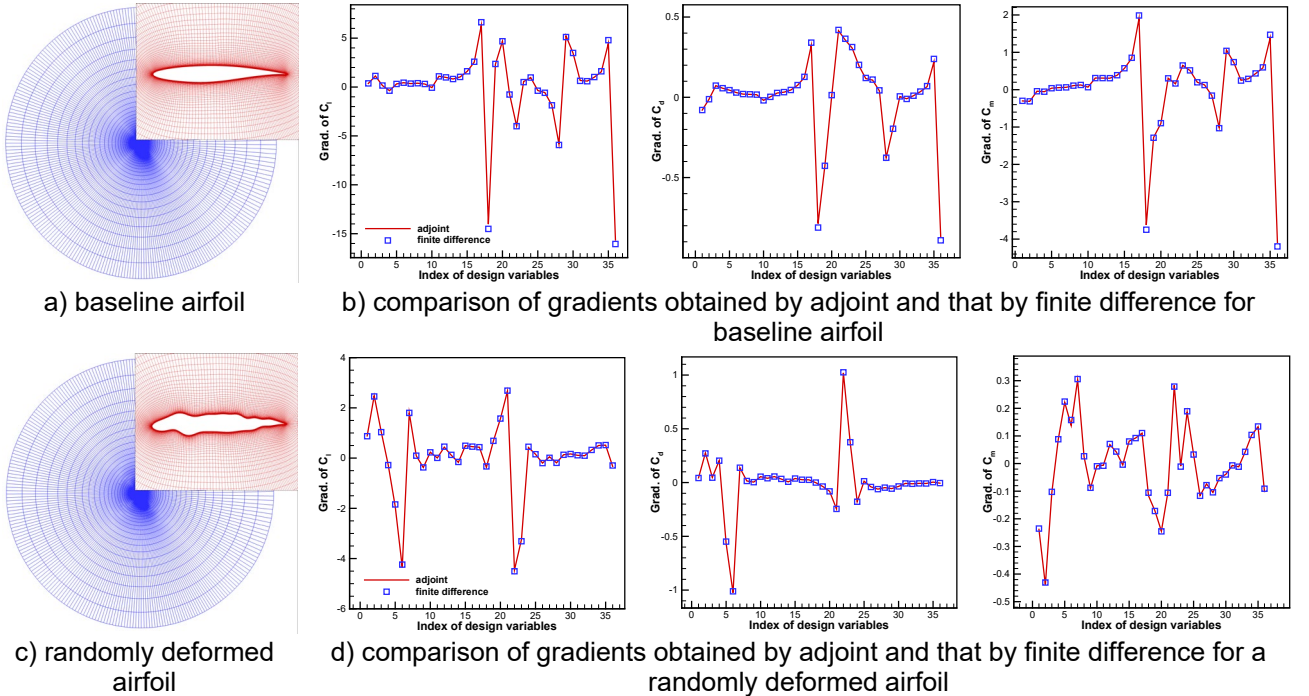 Grad. of Cl
5
0
-5
-10
-15
adjoint
finite difference
0 5 10 15 20 25 30 35
Index of design variables
Grad. of Cd
0.5
0
-0.5
0 5 10 15 20 25 30 35
Index of design variables
Grad. of Cm
2
1
0
-1
-2
-3
-4
0 5 10 15 20 25 30 35
Index of design variables
a) baseline airfoil
b) comparison of gradients obtained by adjoint and that by finite difference for
baseline airfoil
Grad. of Cl
4
2
0
-2
-4
-6
adjoint
finite difference
0 5 10 15 20 25 30 35
Index of design variables
Grad. of Cd
1
0.5
0
-0.5
-1
0 5 10 15 20 25 30 35
Index of design variables
Grad. of Cm
0.3
0.2
0.1
0
-0.1
-0.2
-0.3
-0.4
-0.5
0 5 10 15 20 25 30 35
Index of design variables
c) randomly deformed
airfoil
d) comparison of gradients obtained by adjoint and that by finite difference for a
randomly deformed airfoil